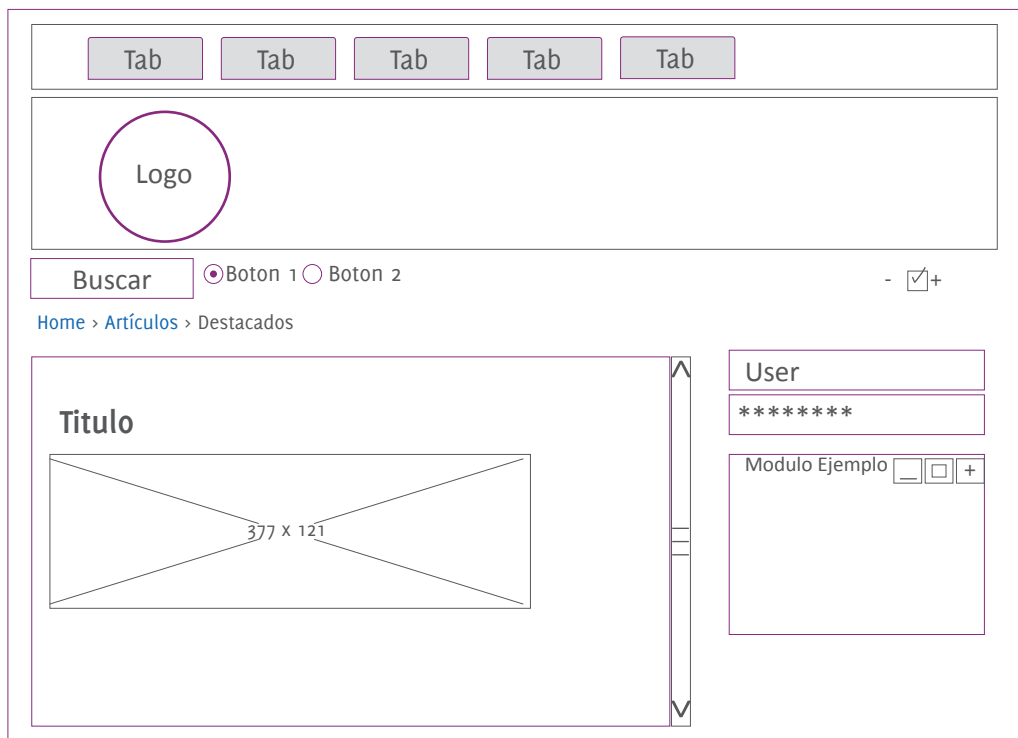 Tab Tab Tab Tab Tab
Logo
Buscar Boton 1 Boton 2 - +
Home > Artículos > Destacados
User
********
Titulo
Modulo Ejemplo _ +
377 x 121